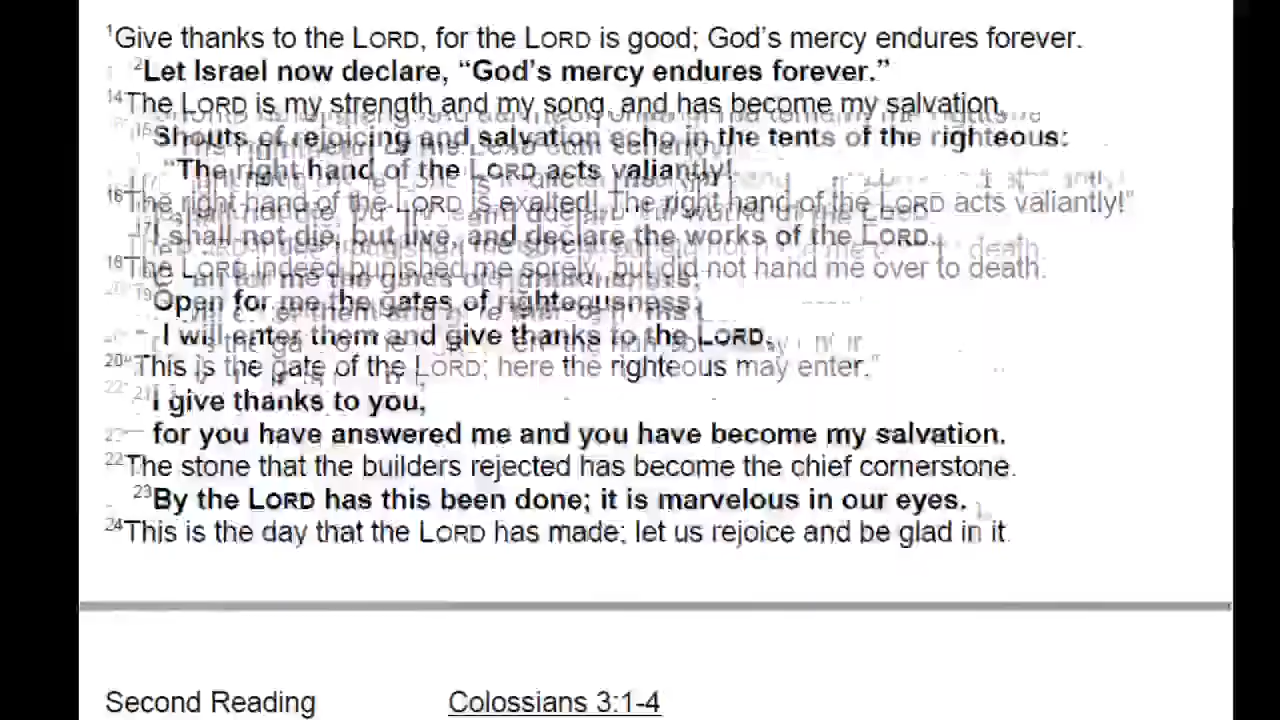 ¹Give thanks to the LORD, for the LORD is good; God's mercy endures forever.
²Let Israel now declare, “God's mercy endures forever.”
¹⁴The LORD is my strength and my song, and has become my salvation.
¹⁵Shouts of rejoicing and salvation echo in the tents of the righteous:
“The right hand of the LORD acts valiantly!
¹⁶The right hand of the LORD is exalted! The right hand of the LORD acts valiantly!”
¹⁷I shall not die, but live, and declare the works of the LORD.
¹⁸The LORD indeed punished me sorely, but did not hand me over to death.
¹⁹Open for me the gates of righteousness;
I will enter them and give thanks to the LORD.
²⁰“This is the gate of the LORD; here the righteous may enter.”
²¹I give thanks to you,
for you have answered me and you have become my salvation.
²²The stone that the builders rejected has become the chief cornerstone.
²³By the LORD has this been done; it is marvelous in our eyes.
²⁴This is the day that the LORD has made; let us rejoice and be glad in it.
Second Reading Colossians 3:1-4